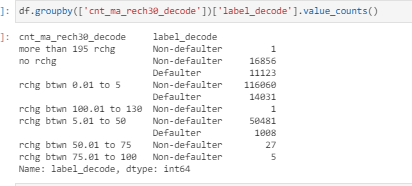 ]: df.groupby(['cnt_ma_rech30_decode'])['label_decode'].value_counts()
]: cnt_ma_rech30_decode     label_decode
more than 195 rchg       Non-defaulter         1
no rchg                  Non-defaulter     16856
                         Defaulter         11123
rchg btwn 0.01 to 5      Non-defaulter    116060
                         Defaulter         14031
rchg btwn 100.01 to 130  Non-defaulter         1
rchg btwn 5.01 to 50     Non-defaulter     50481
                         Defaulter          1008
rchg btwn 50.01 to 75    Non-defaulter        27
rchg btwn 75.01 to 100   Non-defaulter         5
Name: label_decode, dtype: int64